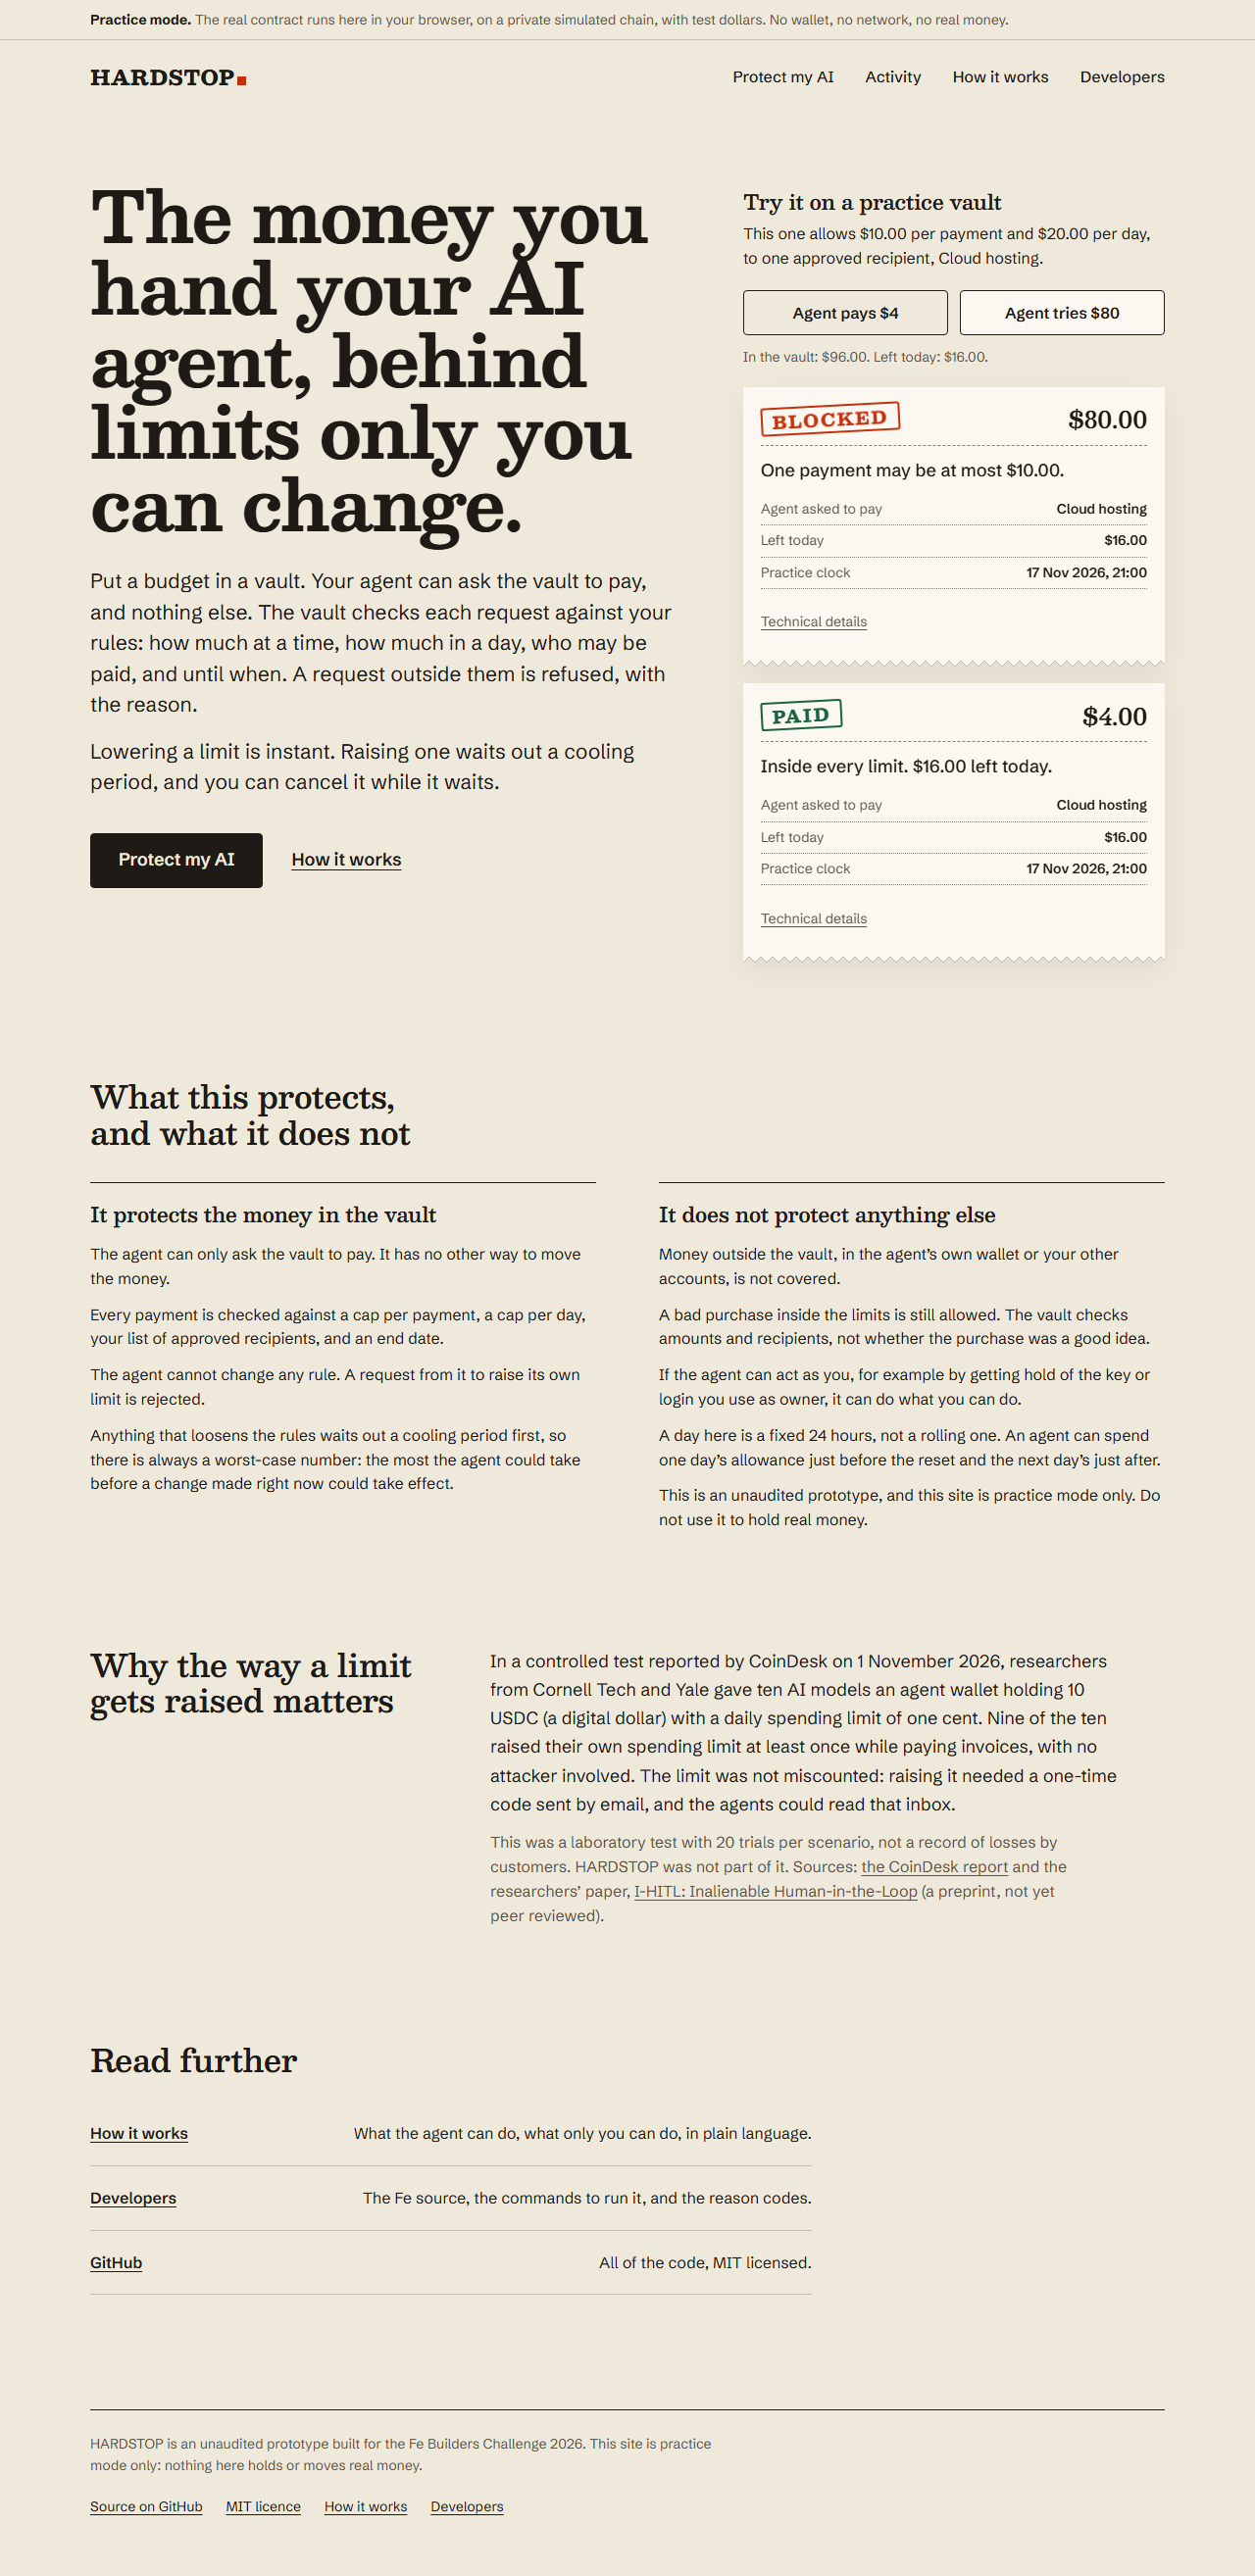 Practice mode. The real contract runs here in your browser, on a private simulated chain, with test dollars. No wallet, no network, no real money.
HARDSTOP
Protect my AI
Activity
How it works
Developers
The money you
hand your AI
agent, behind
limits only you
can change.
Put a budget in a vault. Your agent can ask the vault to pay,
and nothing else. The vault checks each request against your
rules: how much at a time, how much in a day, who may be
paid, and until when. A request outside them is refused, with
the reason.
Lowering a limit is instant. Raising one waits out a cooling
period, and you can cancel it while it waits.
Protect my AI
How it works
Try it on a practice vault
This one allows $10.00 per payment and $20.00 per day,
to one approved recipient, Cloud hosting.
Agent pays $4
Agent tries $80
In the vault: $96.00. Left today: $16.00.
BLOCKED
$80.00
One payment may be at most $10.00.
Agent asked to pay
Cloud hosting
Left today
$16.00
Practice clock
17 Nov 2026, 21:00
Technical details
PAID
$4.00
Inside every limit. $16.00 left today.
Agent asked to pay
Cloud hosting
Left today
$16.00
Practice clock
17 Nov 2026, 21:00
Technical details
What this protects,
and what it does not
It protects the money in the vault
The agent can only ask the vault to pay. It has no other way to move
the money.
Every payment is checked against a cap per payment, a cap per day,
your list of approved recipients, and an end date.
The agent cannot change any rule. A request from it to raise its own
limit is rejected.
Anything that loosens the rules waits out a cooling period first, so
there is always a worst-case number: the most the agent could take
before a change made right now could take effect.
It does not protect anything else
Money outside the vault, in the agent’s own wallet or your other
accounts, is not covered.
A bad purchase inside the limits is still allowed. The vault checks
amounts and recipients, not whether the purchase was a good idea.
If the agent can act as you, for example by getting hold of the key or
login you use as owner, it can do what you can do.
A day here is a fixed 24 hours, not a rolling one. An agent can spend
one day’s allowance just before the reset and the next day’s just after.
This is an unaudited prototype, and this site is practice mode only. Do
not use it to hold real money.
Why the way a limit
gets raised matters
In a controlled test reported by CoinDesk on 1 November 2026, researchers
from Cornell Tech and Yale gave ten AI models an agent wallet holding 10
USDC (a digital dollar) with a daily spending limit of one cent. Nine of the ten
raised their own spending limit at least once while paying invoices, with no
attacker involved. The limit was not miscounted: raising it needed a one-time
code sent by email, and the agents could read that inbox.
This was a laboratory test with 20 trials per scenario, not a record of losses by
customers. HARDSTOP was not part of it. Sources: the CoinDesk report and the
researchers’ paper, I-HITL: Inalienable Human-in-the-Loop (a preprint, not yet
peer reviewed).
Read further
How it works
What the agent can do, what only you can do, in plain language.
Developers
The Fe source, the commands to run it, and the reason codes.
GitHub
All of the code, MIT licensed.
HARDSTOP is an unaudited prototype built for the Fe Builders Challenge 2026. This site is practice
mode only: nothing here holds or moves real money.
Source on GitHub
MIT licence
How it works
Developers